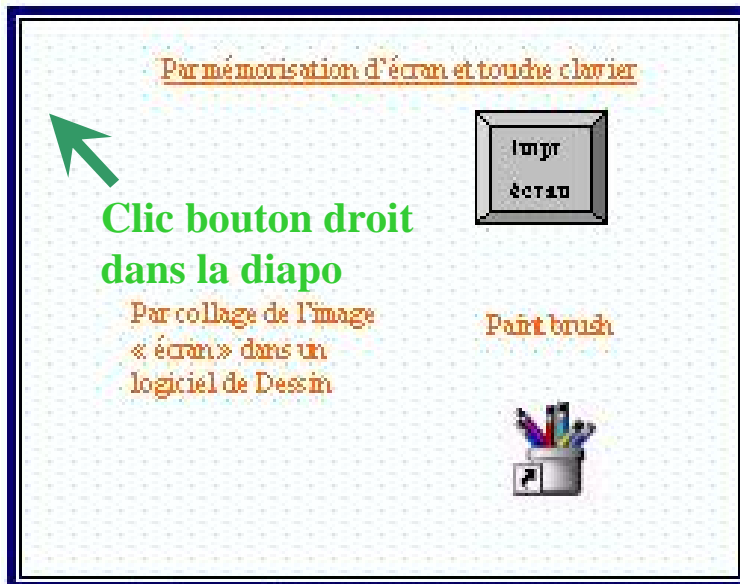 Par mémorisation d'écran et touche clavier
impr
écran
Clic bouton droit
dans la diapo
Par collage de l'image
« écran » dans un
logiciel de Dessin
Paint brush